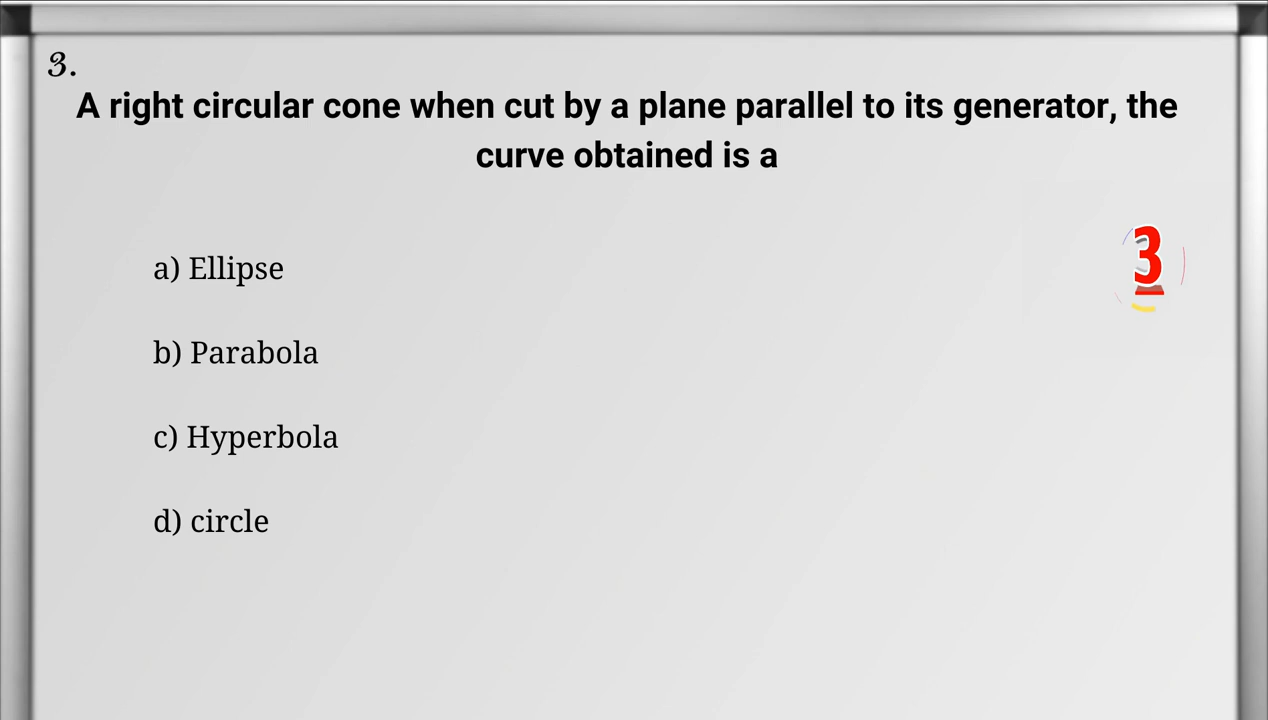 3.
A right circular cone when cut by a plane parallel to its generator, the
curve obtained is a
3
a) Ellipse
b) Parabola
c) Hyperbola
d) circle